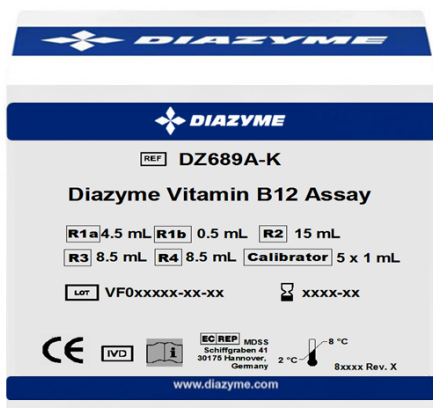 DIAZYME
DIAZYME
REF DZ689A-K
Diazyme Vitamin B12 Assay
R1a 4.5 mL R1b 0.5 mL R2 15 mL
R3 8.5 mL R4 8.5 mL Calibrator 5 x 1 mL
LOT VF0xxxxx-xx-xx xxxx-xx
CE IVD i EC REP MDSS
Schiffgraben 41
30175 Hannover,
Germany
8 °C
2 °C
8xxxx Rev. X
www.diazyme.com